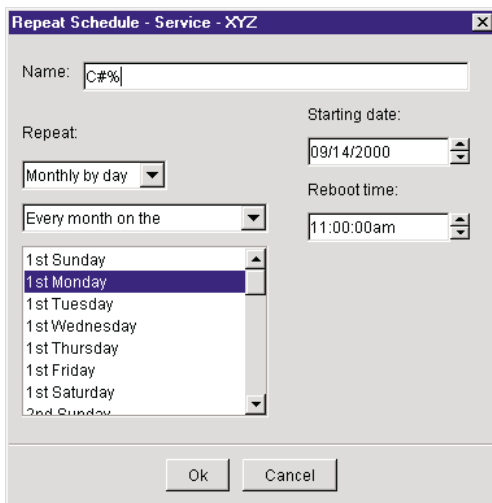 Repeat Schedule - Service - XYZ
Name: C#%
Starting date:
09/14/2000
Repeat:
Monthly by day
Reboot time:
11:00:00am
Every month on the
1st Sunday
1st Monday
1st Tuesday
1st Wednesday
1st Thursday
1st Friday
1st Saturday
2nd Sunday
Ok
Cancel